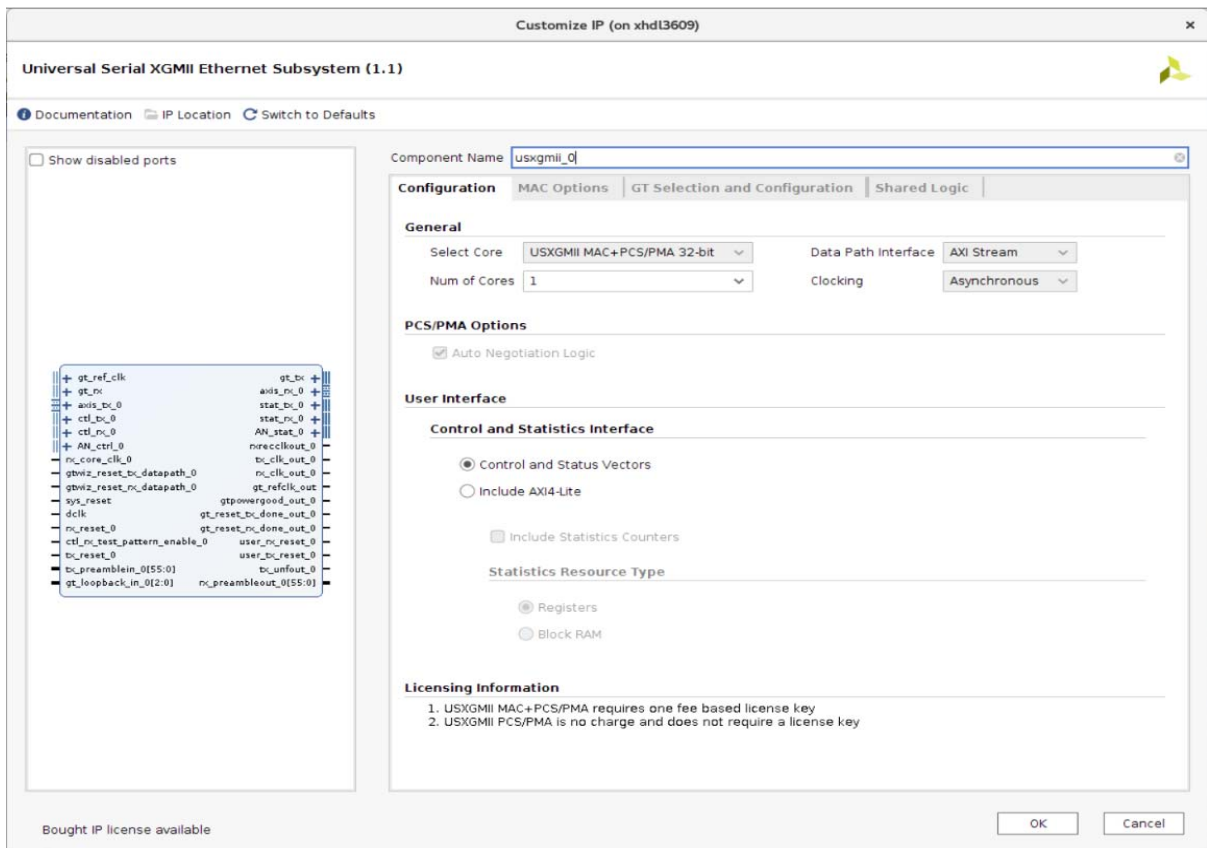 Customize IP (on xhdl3609)
Universal Serial XGMII Ethernet Subsystem (1.1)
Documentation IP Location Switch to Defaults
Show disabled ports
gt_ref_clk gt_tx
gt_rx axis_rx_0
axis_tx_0 stat_tx_0
ctl_tx_0 stat_rx_0
ctl_rx_0 AN_stat_0
AN_ctrl_0 rxrecclkout_0
rx_core_clk_0 tx_clk_out_0
gtwiz_reset_tx_datapath_0 rx_clk_out_0
gtwiz_reset_rx_datapath_0 gt_refclk_out
sys_reset gtpowergood_out_0
dclk gt_reset_tx_done_out_0
rx_reset_0 gt_reset_rx_done_out_0
ctl_rx_test_pattern_enable_0 user_rx_reset_0
tx_reset_0 user_tx_reset_0
tx_preamblein_0[55:0] tx_unfout_0
gt_loopback_in_0[2:0] rx_preambleout_0[55:0]
Component Name usxgmii_0
Configuration MAC Options GT Selection and Configuration Shared Logic
General
Select Core USXGMII MAC+PCS/PMA 32-bit Data Path Interface AXI Stream
Num of Cores 1 Clocking Asynchronous
PCS/PMA Options
Auto Negotiation Logic
User Interface
Control and Statistics Interface
Control and Status Vectors
Include AXI4-Lite
Include Statistics Counters
Statistics Resource Type
Registers
Block RAM
Licensing Information
1. USXGMII MAC+PCS/PMA requires one fee based license key
2. USXGMII PCS/PMA is no charge and does not require a license key
Bought IP license available
OK Cancel